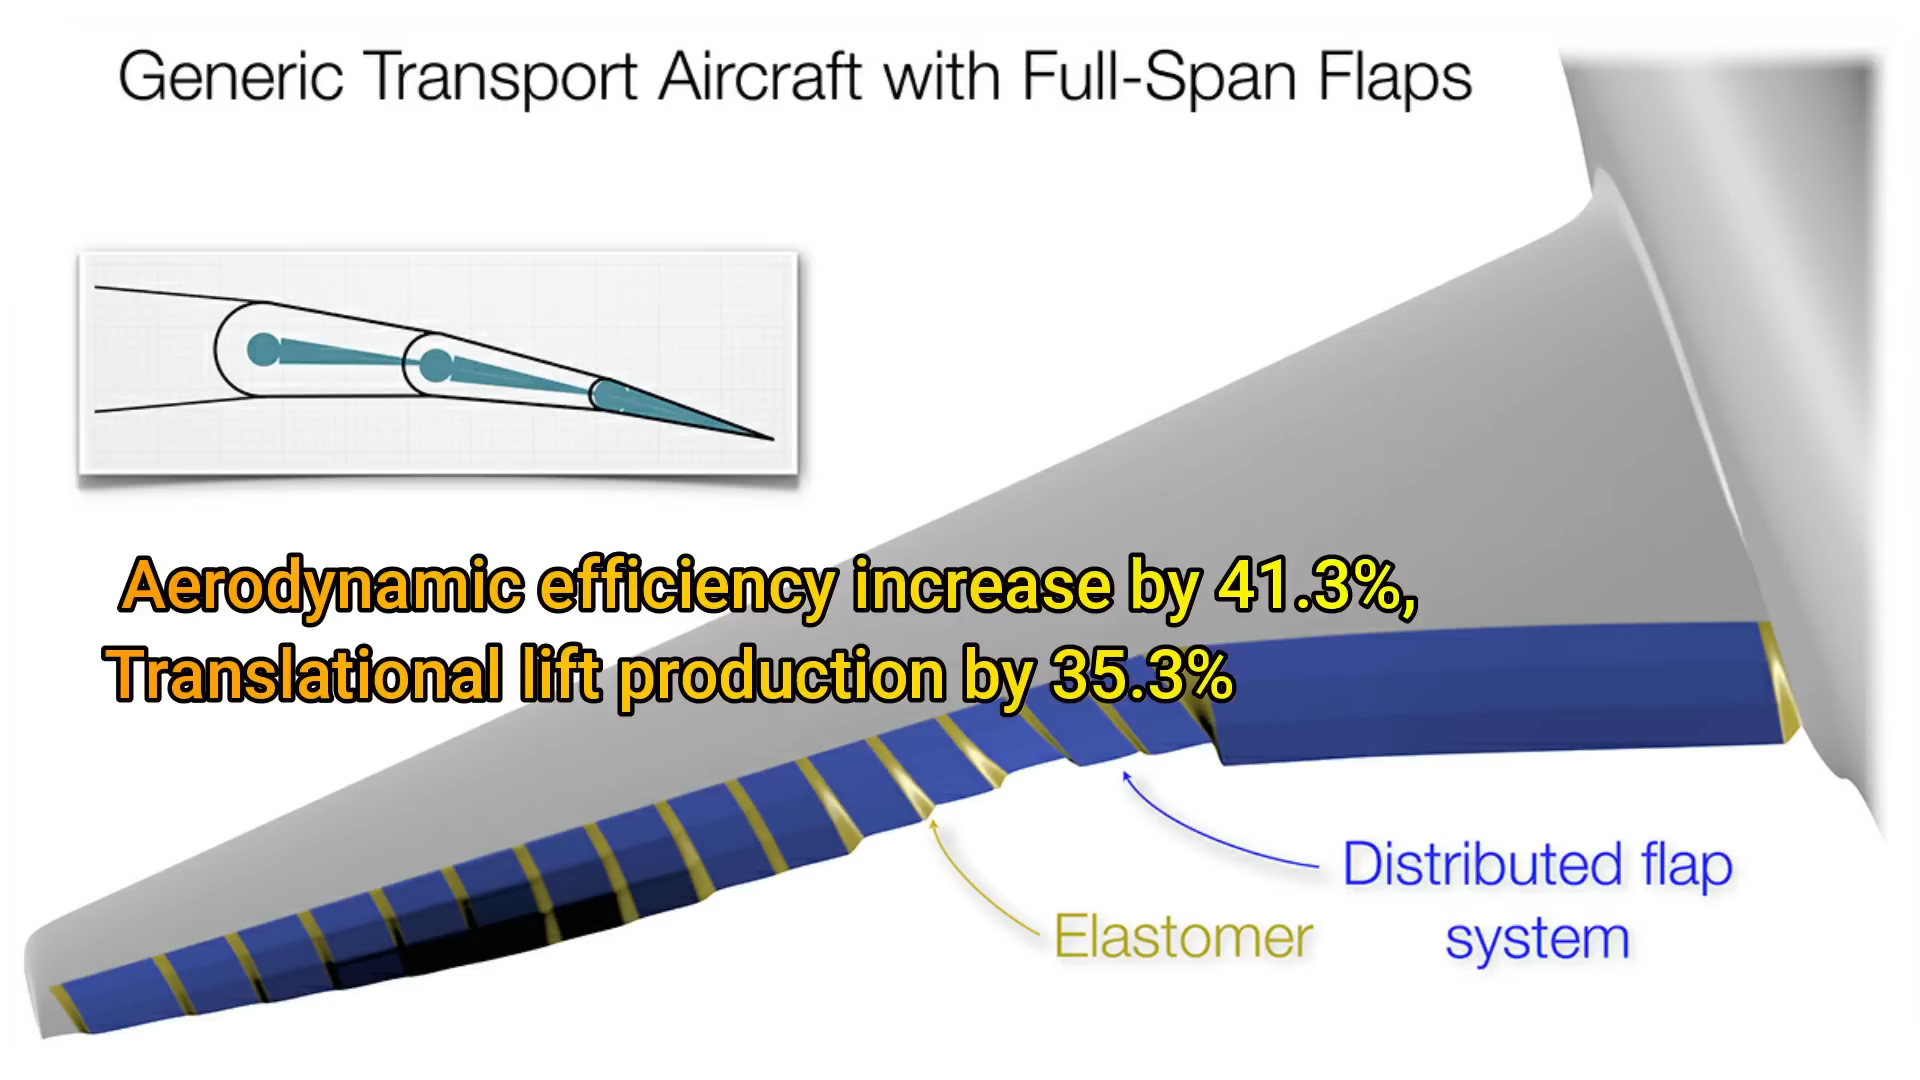 Generic Transport Aircraft with Full-Span Flaps
Aerodynamic efficiency increase by 41.3%,
Translational lift production by 35.3%
Distributed flap
system
Elastomer